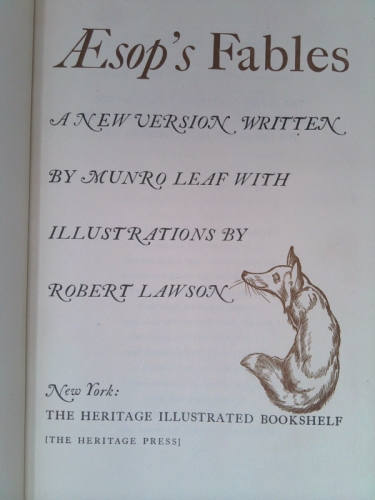 Æsop's Fables
A NEW VERSION WRITTEN
BY MUNRO LEAF WITH
ILLUSTRATIONS BY
ROBERT LAWSON
New York:
THE HERITAGE ILLUSTRATED BOOKSHELF
[THE HERITAGE PRESS]